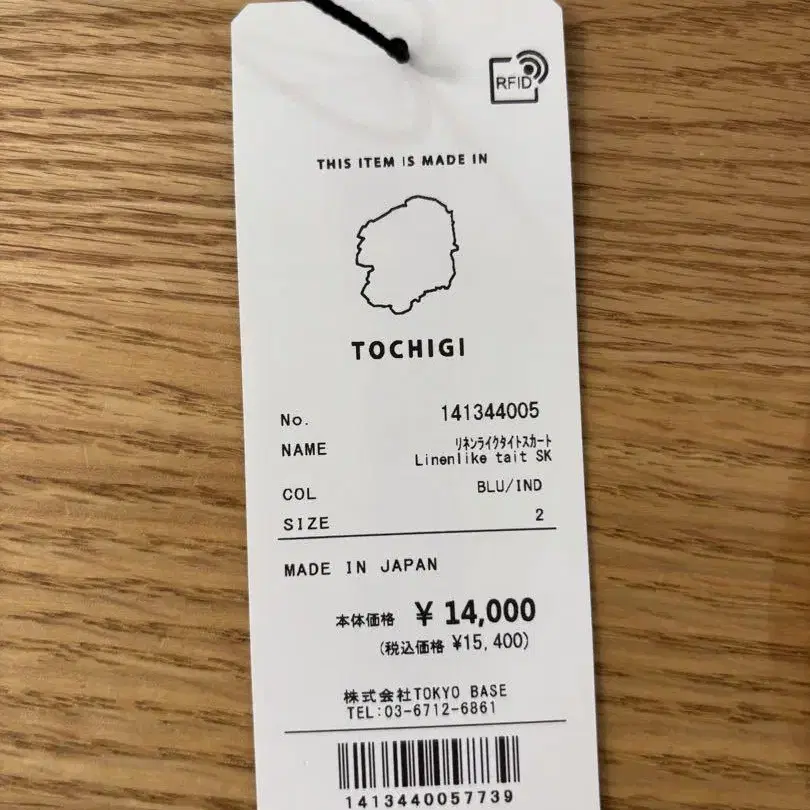 RFID
THIS ITEM IS MADE IN
TOCHIGI
No. 141344005
NAME ﾘﾈﾝﾗｲｸﾀｲﾄｽｶｰﾄ
Linenlike tait SK
COL BLU/IND
SIZE 2
MADE IN JAPAN
本体価格 ¥ 14,000
(税込価格 ¥15,400)
株式会社TOKYO BASE
TEL:03-6712-6861
1413440057739